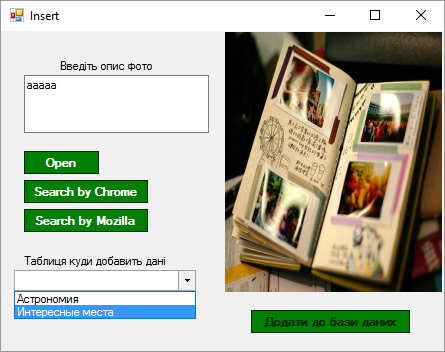 Insert
Введіть опис фото
ааааа
Open
Search by Chrome
Search by Mozilla
Таблиця куди добавить дані
Астрономия
Интересные места
Додати до бази даних